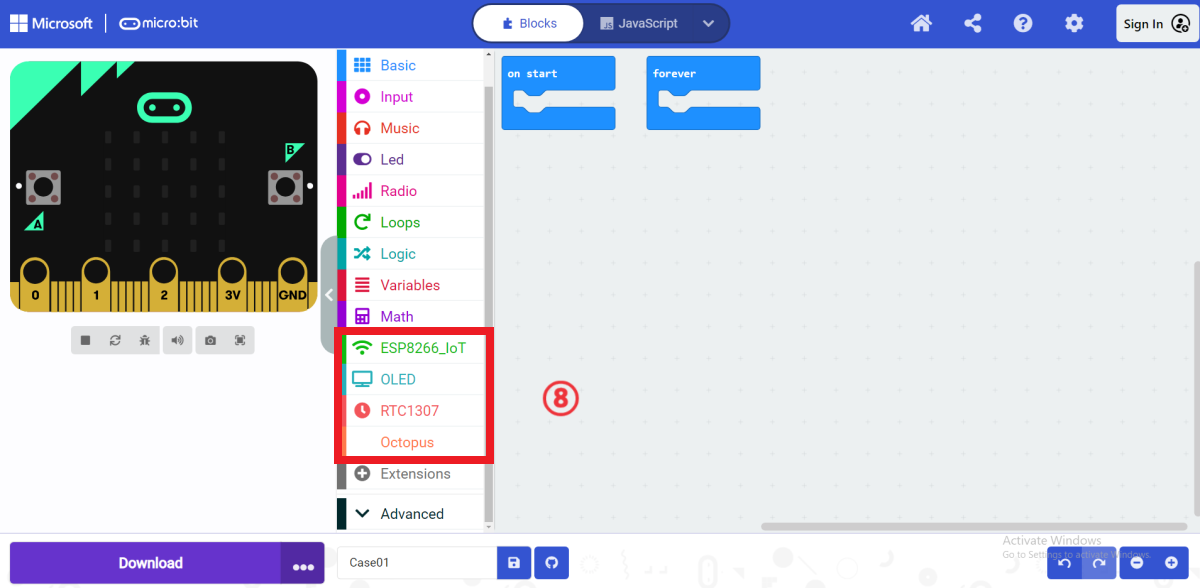 Microsoft
micro:bit
Blocks
JS
JavaScript
Sign In
B
A
0
1
2
3V
GND
Basic
Input
Music
Led
Radio
Loops
Logic
Variables
Math
ESP8266_IoT
OLED
RTC1307
Octopus
Extensions
Advanced
on start
forever
⑧
Download
Case01
Activate Windows
Go to Settings to activate Windows.